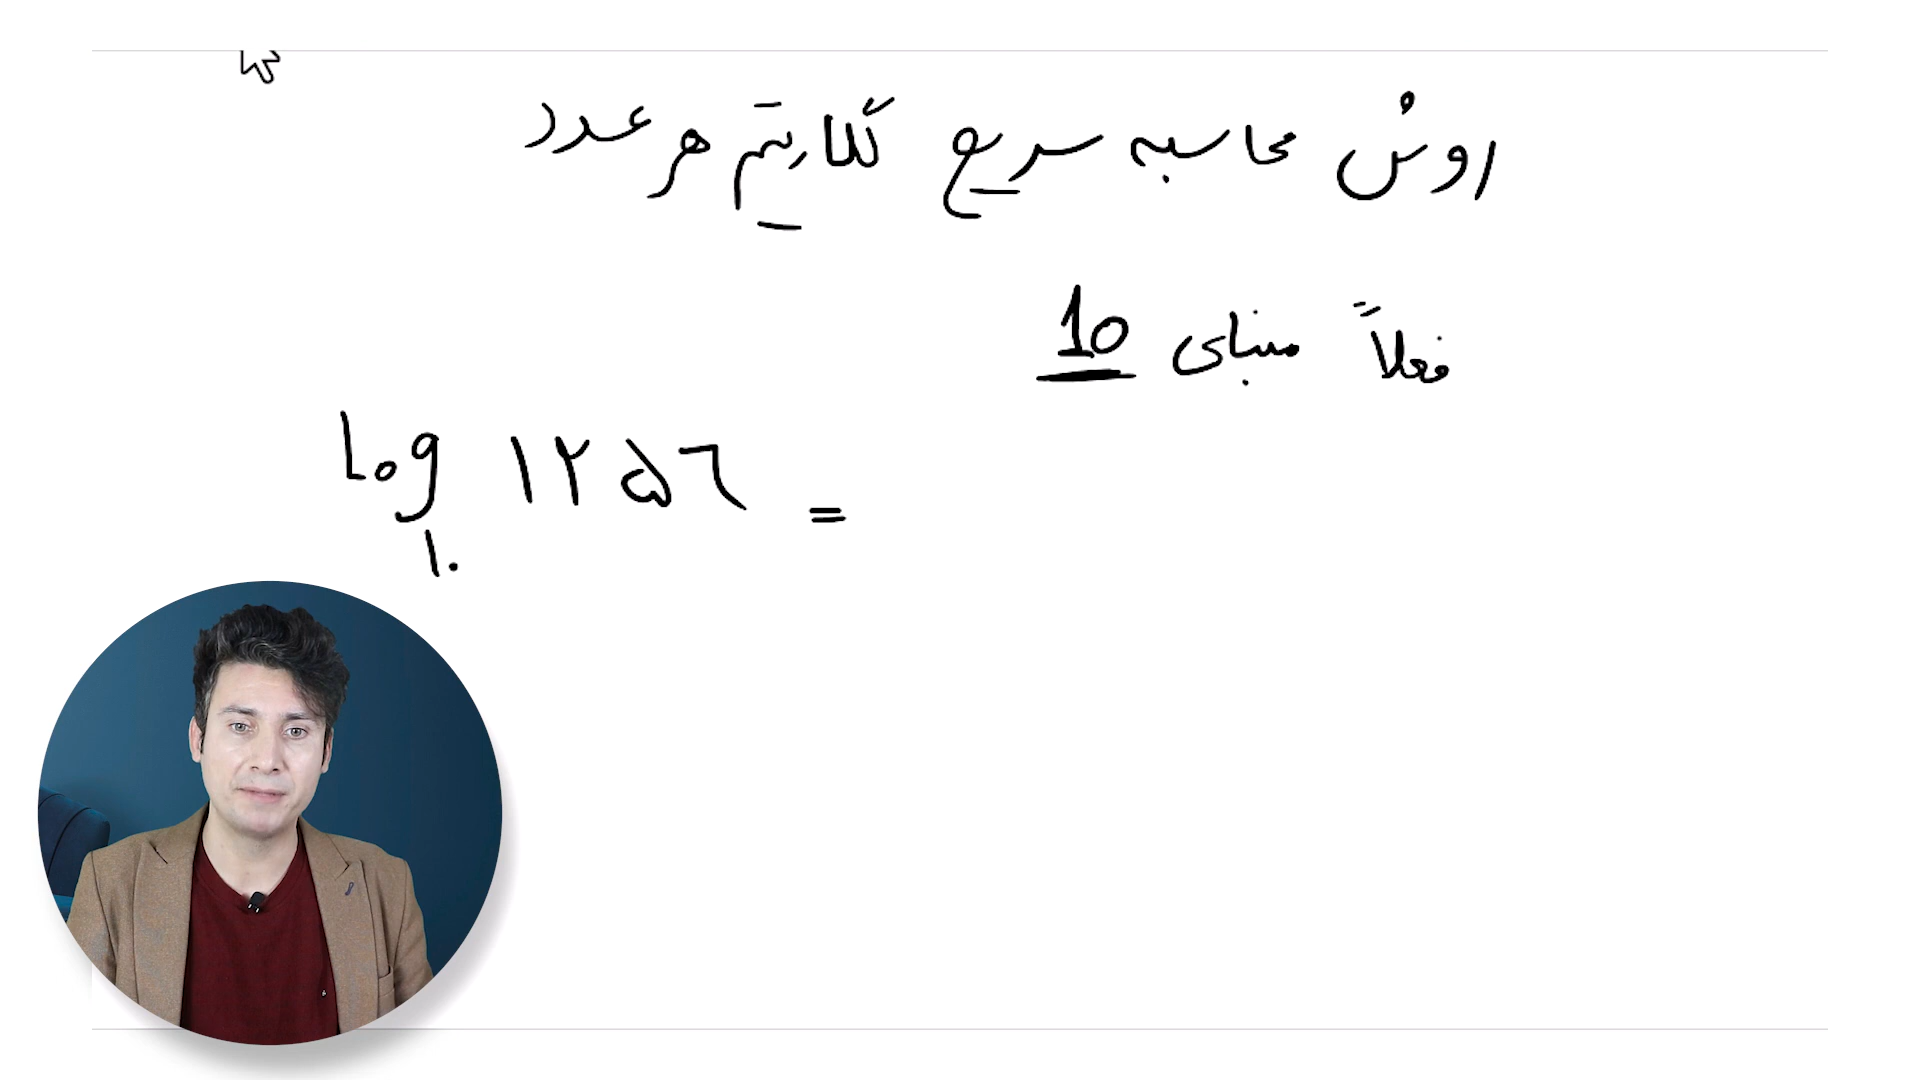 روش محاسبه سریع لگاریتم هر عدد
فعلاً مبنای 10
log ۱۲۵۶ =
۱۰